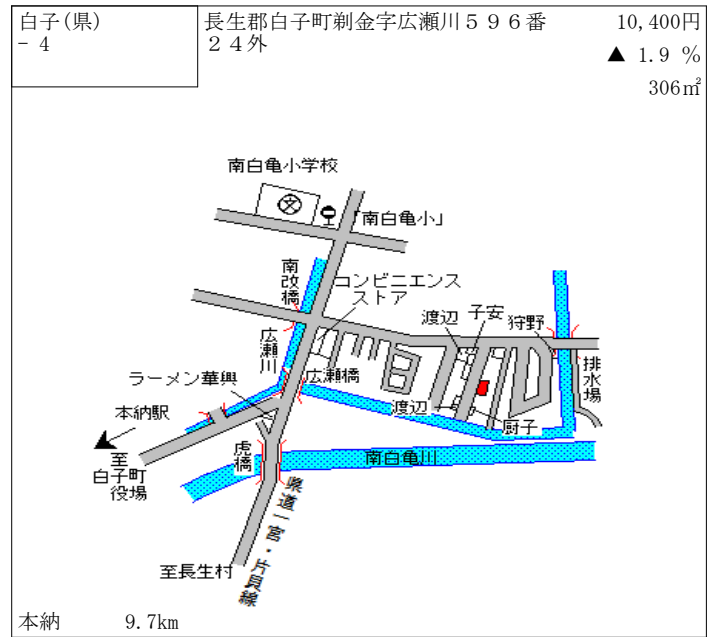 白子(県)
- 4
長生郡白子町剃金字広瀬川５９６番
２４外
10,400円
▲ 1.9 %
306㎡
南白亀小学校
「南白亀小」
南改橋
コンビニエンス
ストア
広瀬川
渡辺
子安
狩野
排水場
ラーメン華興
広瀬橋
本納駅
渡辺
厨子
至
白子町
役場
虎橋
南白亀川
県道一宮・片貝線
至長生村
本納 9.7km